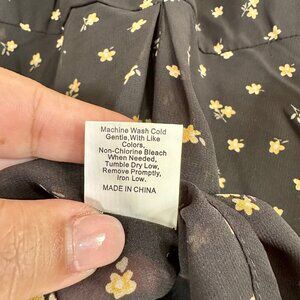 Machine Wash Cold
Gentle,With Like
Colors,
Non-Chlorine Bleach
When Needed,
Tumble Dry Low,
Remove Promptly,
Iron Low.
MADE IN CHINA